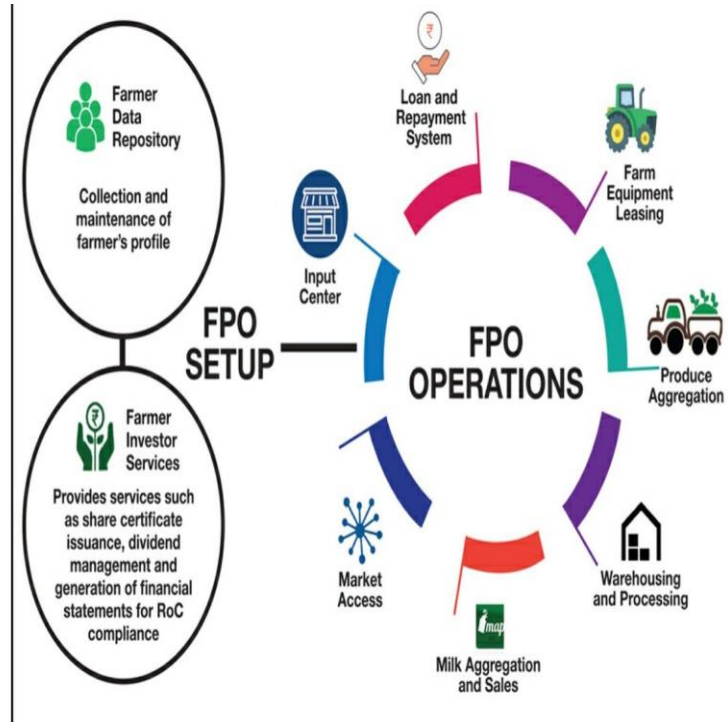 Farmer
Data
Repository
Collection and
maintenance of
farmer's profile
FPO
SETUP
Farmer
Investor
Services
Provides services such
as share certificate
issuance, dividend
management and
generation of financial
statements for RoC
compliance
FPO
OPERATIONS
₹
Loan and
Repayment
System
Farm
Equipment
Leasing
Produce
Aggregation
Warehousing
and Processing
map
Milk Aggregation
and Sales
Market
Access
Input
Center
₹